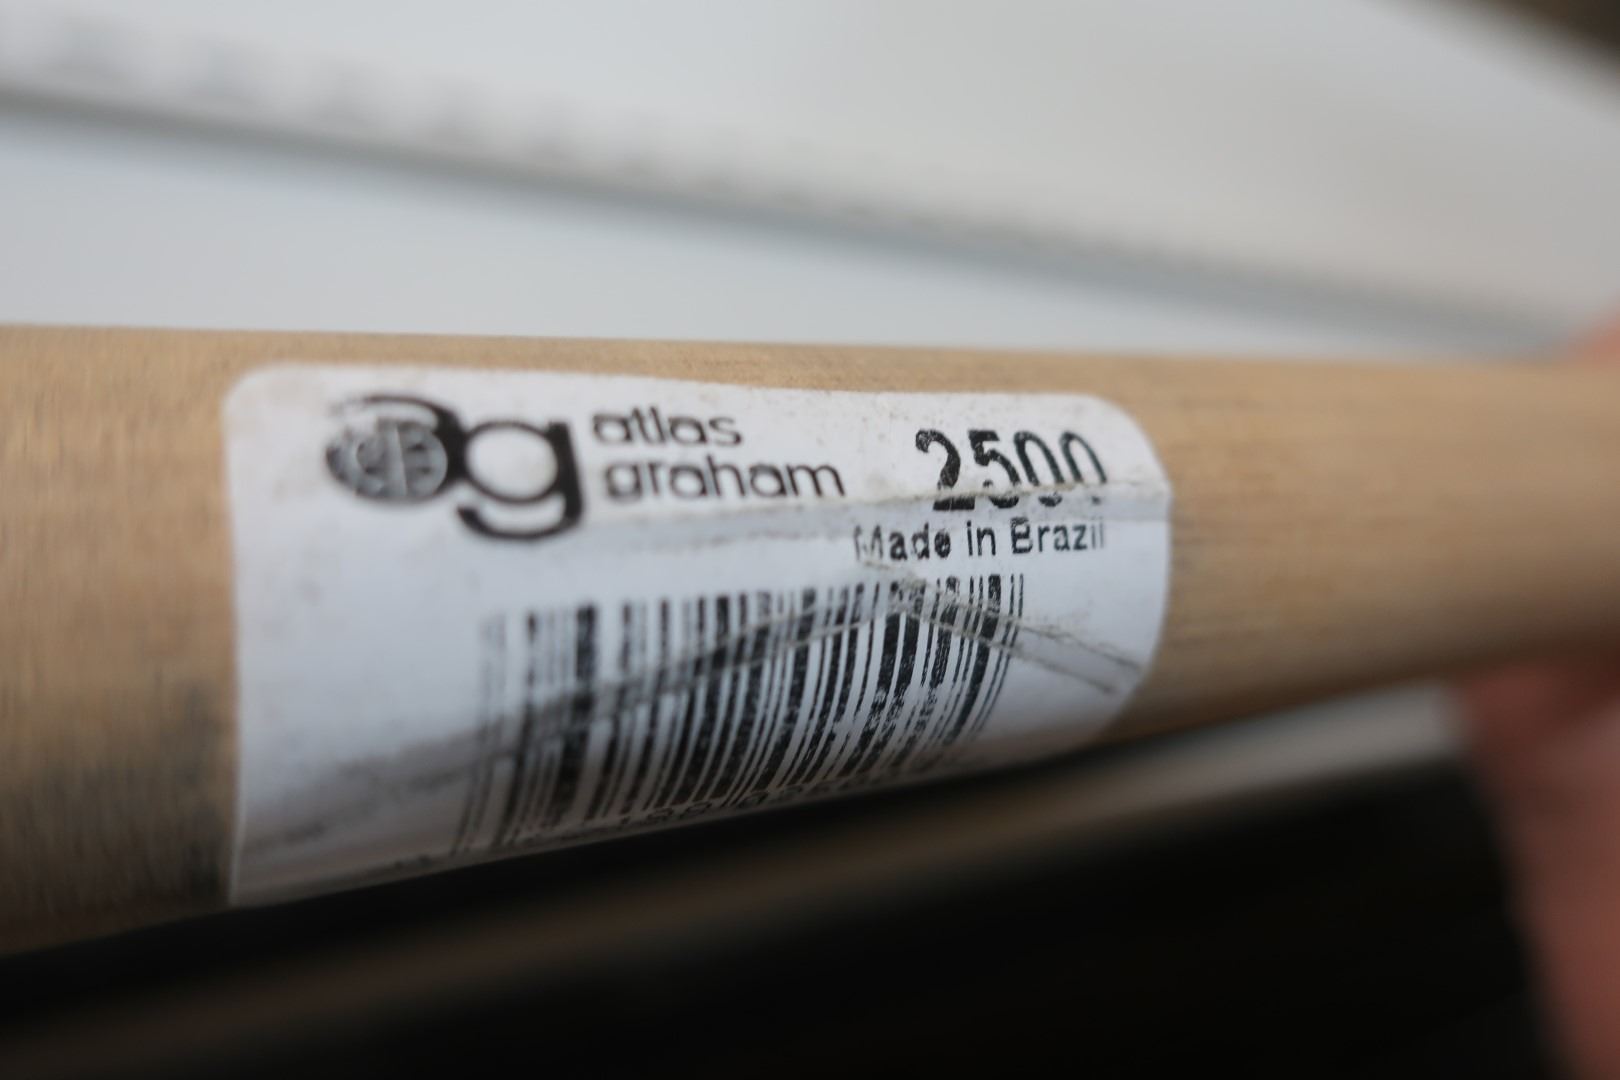 ag atlas graham 2500
Made in Brazil